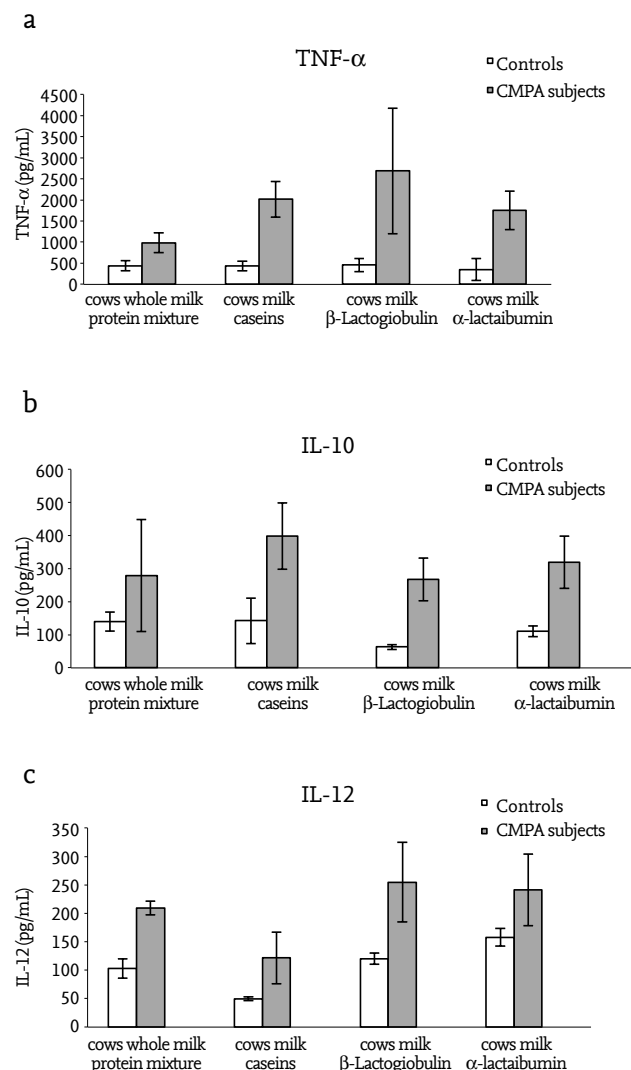 a
TNF-α
Controls
CMPA subjects
TNF-α (pg/mL)
4500
4000
3500
3000
2500
2000
1500
1000
500
0
cows whole milk
protein mixture
cows milk
caseins
cows milk
β-Lactogiobulin
cows milk
α-lactaibumin
b
IL-10
Controls
CMPA subjects
IL-10 (pg/mL)
600
500
400
300
200
100
0
cows whole milk
protein mixture
cows milk
caseins
cows milk
β-Lactogiobulin
cows milk
α-lactaibumin
c
IL-12
Controls
CMPA subjects
IL-12 (pg/mL)
350
300
250
200
150
100
50
0
cows whole milk
protein mixture
cows milk
caseins
cows milk
β-Lactogiobulin
cows milk
α-lactaibumin